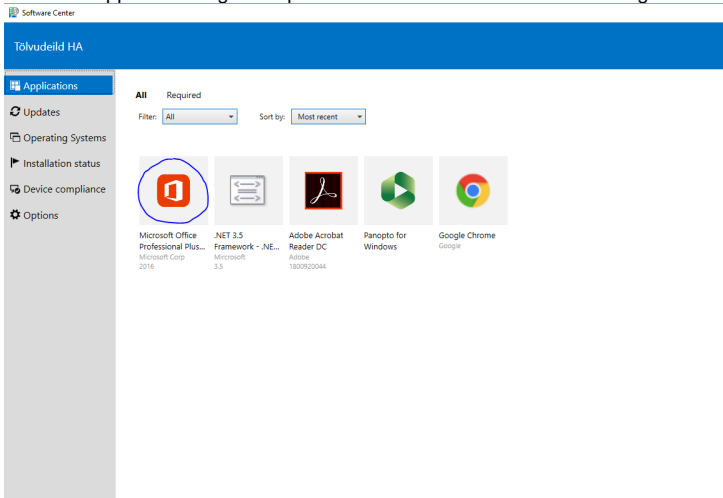 Software Center
Tölvudeild HA
Applications
Updates
Operating Systems
Installation status
Device compliance
Options
All Required
Filter: All Sort by: Most recent
Microsoft Office
Professional Plus...
Microsoft Corp
2016
.NET 3.5
Framework - .NE...
Mircrosoft
3.5
Adobe Acrobat
Reader DC
Adobe
1800920044
Panopto for
Windows
Google Chrome
Google